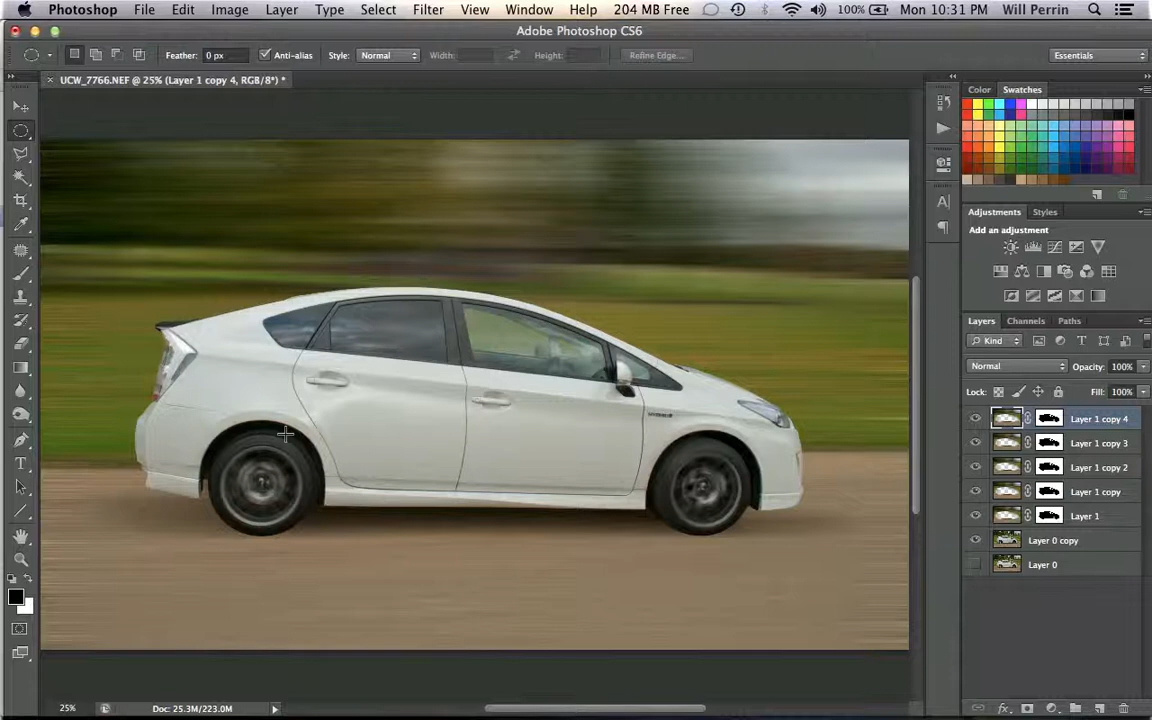 Photoshop File Edit Image Layer Type Select Filter View Window Help 204 MB Free 100% Mon 10:31 PM Will Perrin
Adobe Photoshop CS6
Feather: 0 px Anti-alias Style: Normal Width: Height: Refine Edge... Essentials
UCW_7766.NEF @ 25% (Layer 1 copy 4, RGB/8*) *
Color Swatches
Adjustments Styles
Add an adjustment
Layers Channels Paths
Kind
Normal Opacity: 100%
Lock: Fill: 100%
Layer 1 copy 4
Layer 1 copy 3
Layer 1 copy 2
Layer 1 copy
Layer 1
Layer 0 copy
Layer 0
25% Doc: 25.3M/223.0M